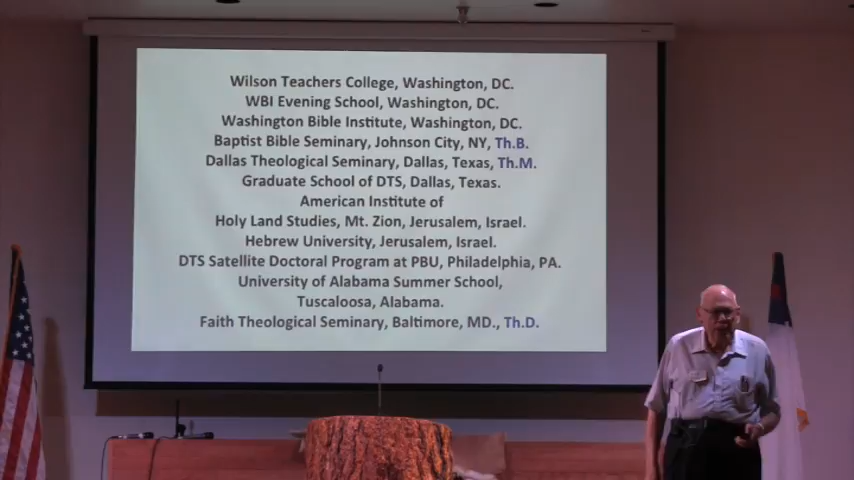 Wilson Teachers College, Washington, DC.
WBI Evening School, Washington, DC.
Washington Bible Institute, Washington, DC.
Baptist Bible Seminary, Johnson City, NY, Th.B.
Dallas Theological Seminary, Dallas, Texas, Th.M.
Graduate School of DTS, Dallas, Texas.
American Institute of
Holy Land Studies, Mt. Zion, Jerusalem, Israel.
Hebrew University, Jerusalem, Israel.
DTS Satellite Doctoral Program at PBU, Philadelphia, PA.
University of Alabama Summer School,
Tuscaloosa, Alabama.
Faith Theological Seminary, Baltimore, MD., Th.D.